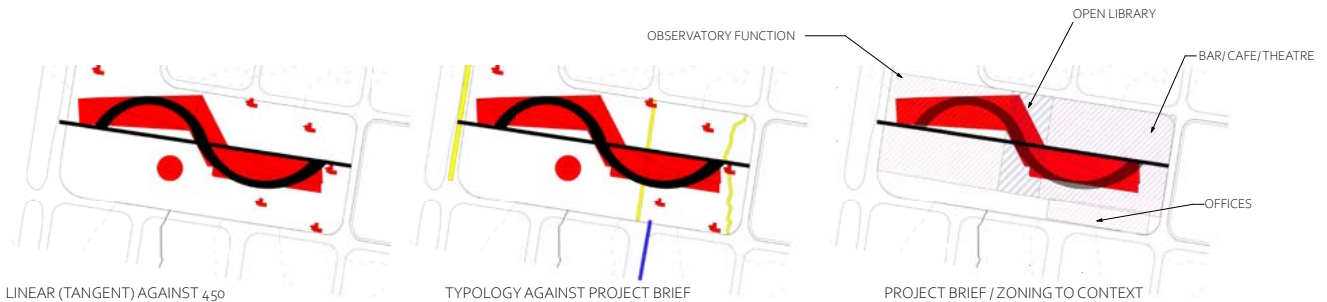 OPEN LIBRARY
OBSERVATORY FUNCTION
BAR/CAFE/THEATRE
OFFICES
LINEAR (TANGENT) AGAINST 450
TYPOLOGY AGAINST PROJECT BRIEF
PROJECT BRIEF / ZONING TO CONTEXT